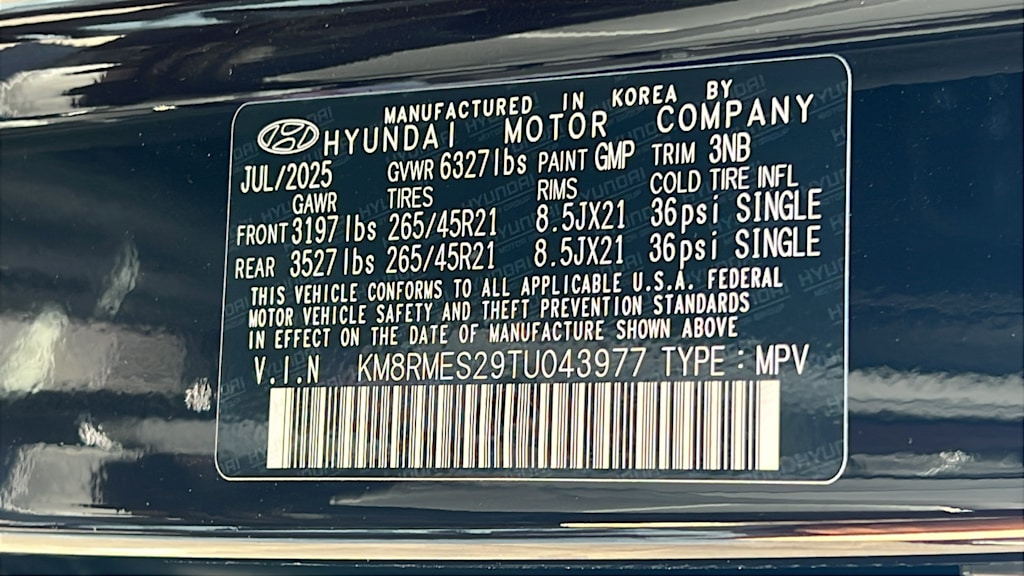 MANUFACTURED IN KOREA BY
HYUNDAI MOTOR COMPANY
JUL/2025 GVWR 6327lbs PAINT GMP TRIM 3NB
GAWR TIRES RIMS COLD TIRE INFL
FRONT 3197lbs 265/45R21 8.5JX21 36psi SINGLE
REAR 3527lbs 265/45R21 8.5JX21 36psi SINGLE
THIS VEHICLE CONFORMS TO ALL APPLICABLE U.S.A. FEDERAL
MOTOR VEHICLE SAFETY AND THEFT PREVENTION STANDARDS
IN EFFECT ON THE DATE OF MANUFACTURE SHOWN ABOVE
V.I.N KM8RMES29TU043977 TYPE : MPV